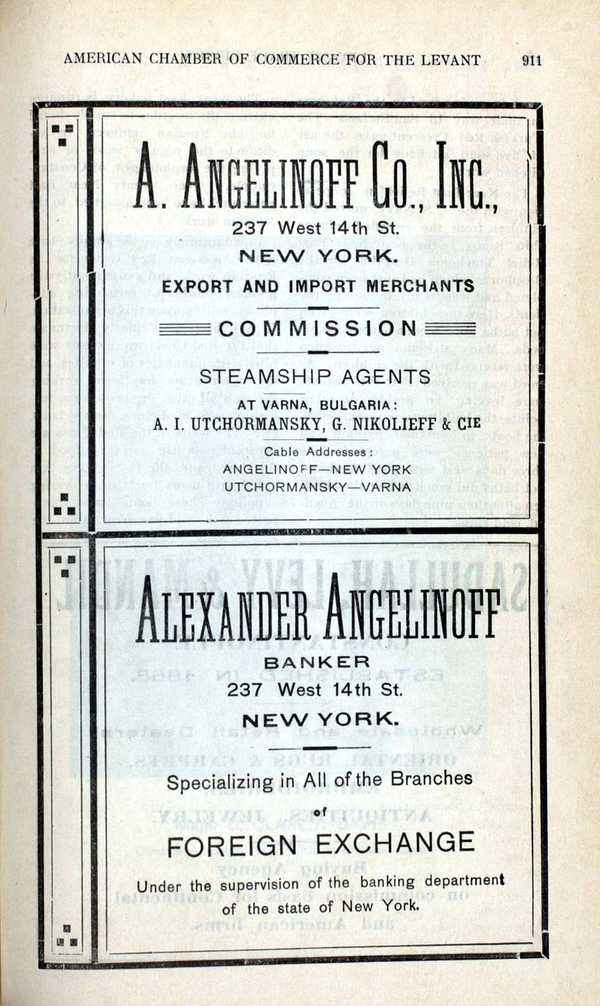 AMERICAN CHAMBER OF COMMERCE FOR THE LEVANT 911
A. ANGELINOFF CO., INC.,
237 West 14th St.
NEW YORK.
EXPORT AND IMPORT MERCHANTS
COMMISSION
STEAMSHIP AGENTS
AT VARNA, BULGARIA:
A. I. UTCHORMANSKY, G. NIKOLIEFF & CIE
Cable Addresses:
ANGELINOFF—NEW YORK
UTCHORMANSKY—VARNA
ALEXANDER ANGELINOFF
BANKER
237 West 14th St.
NEW YORK.
Specializing in All of the Branches
of
FOREIGN EXCHANGE
Under the supervision of the banking department
of the state of New York.